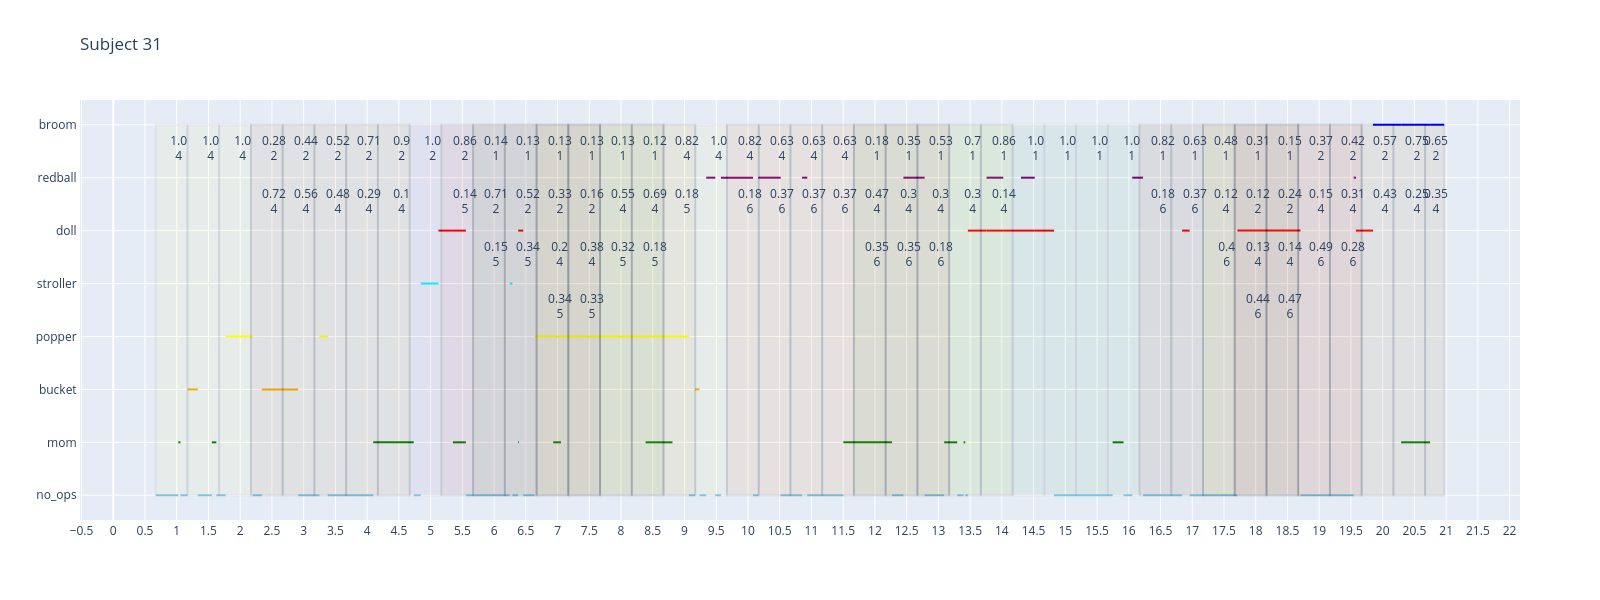 Subject 31
broom
1.0 1.0 1.0 0.28 0.44 0.52 0.71 0.9 1.0 0.86 0.14 0.13 0.13 0.13 0.13 0.12 0.82 1.0 0.82 0.63 0.63 0.63 0.18 0.35 0.53 0.7 0.86 1.0 1.0 1.0 1.0 0.82 0.63 0.48 0.31 0.15 0.37 0.42 0.57 0.75 0.65
4 4 4 2 2 2 2 2 2 2 1 1 1 1 1 1 4 4 4 4 4 4 1 1 1 1 1 1 1 1 1 1 1 1 1 1 2 2 2 2 2
redball
0.72 0.56 0.48 0.29 0.1 0.14 0.71 0.52 0.33 0.16 0.55 0.69 0.18 0.18 0.37 0.37 0.37 0.47 0.3 0.3 0.3 0.14 0.18 0.37 0.12 0.12 0.24 0.15 0.31 0.43 0.25 0.35
4 4 4 4 4 5 2 2 2 2 4 4 5 6 6 6 6 4 4 4 4 4 6 6 4 2 2 4 4 4 4 4
doll
0.15 0.34 0.2 0.38 0.32 0.18 0.35 0.35 0.18 0.4 0.13 0.14 0.49 0.28
5 5 4 4 5 5 6 6 6 6 4 4 6 6
stroller
0.34 0.33 0.44 0.47
5 5 6 6
popper
bucket
mom
no_ops
−0.5 0 0.5 1 1.5 2 2.5 3 3.5 4 4.5 5 5.5 6 6.5 7 7.5 8 8.5 9 9.5 10 10.5 11 11.5 12 12.5 13 13.5 14 14.5 15 15.5 16 16.5 17 17.5 18 18.5 19 19.5 20 20.5 21 21.5 22